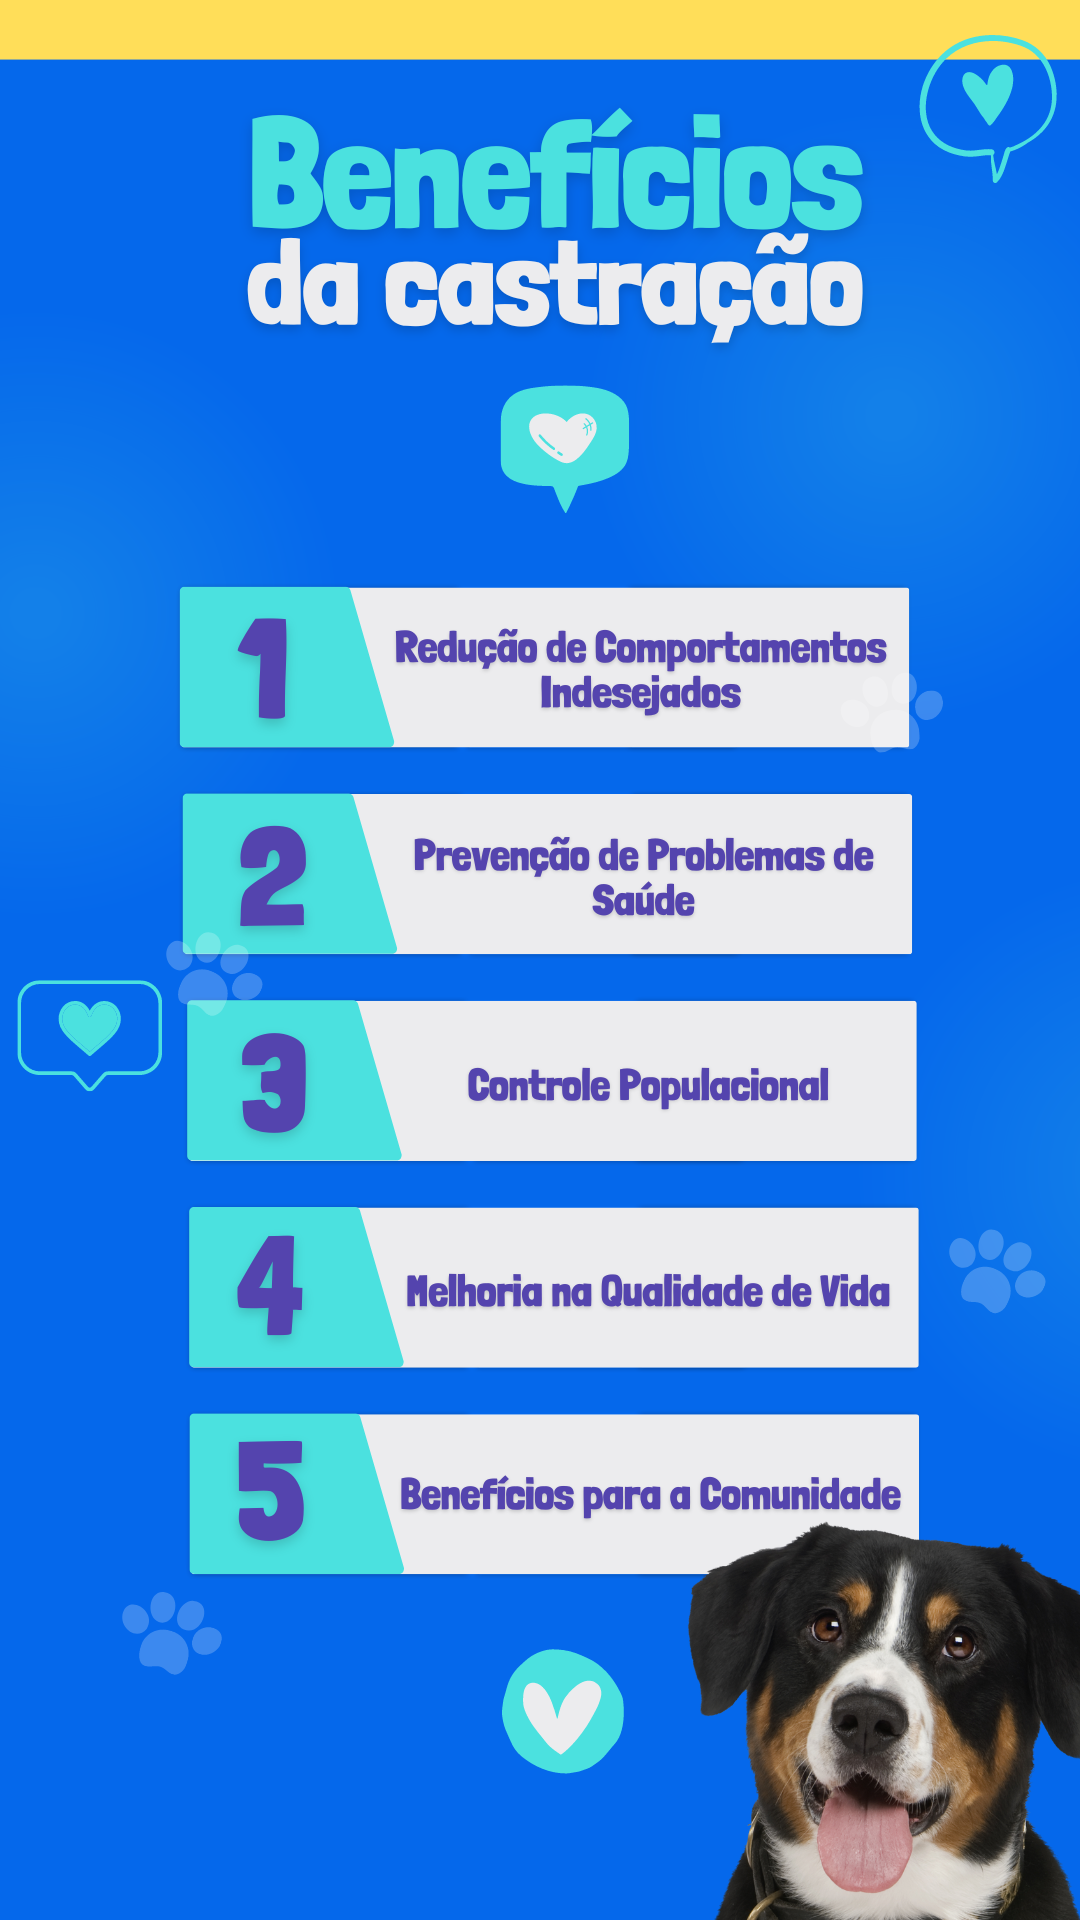 Benefícios
da castração
1
Redução de Comportamentos
Indesejados
2
Prevenção de Problemas de
Saúde
3
Controle Populacional
4
Melhoria na Qualidade de Vida
5
Benefícios para a Comunidade